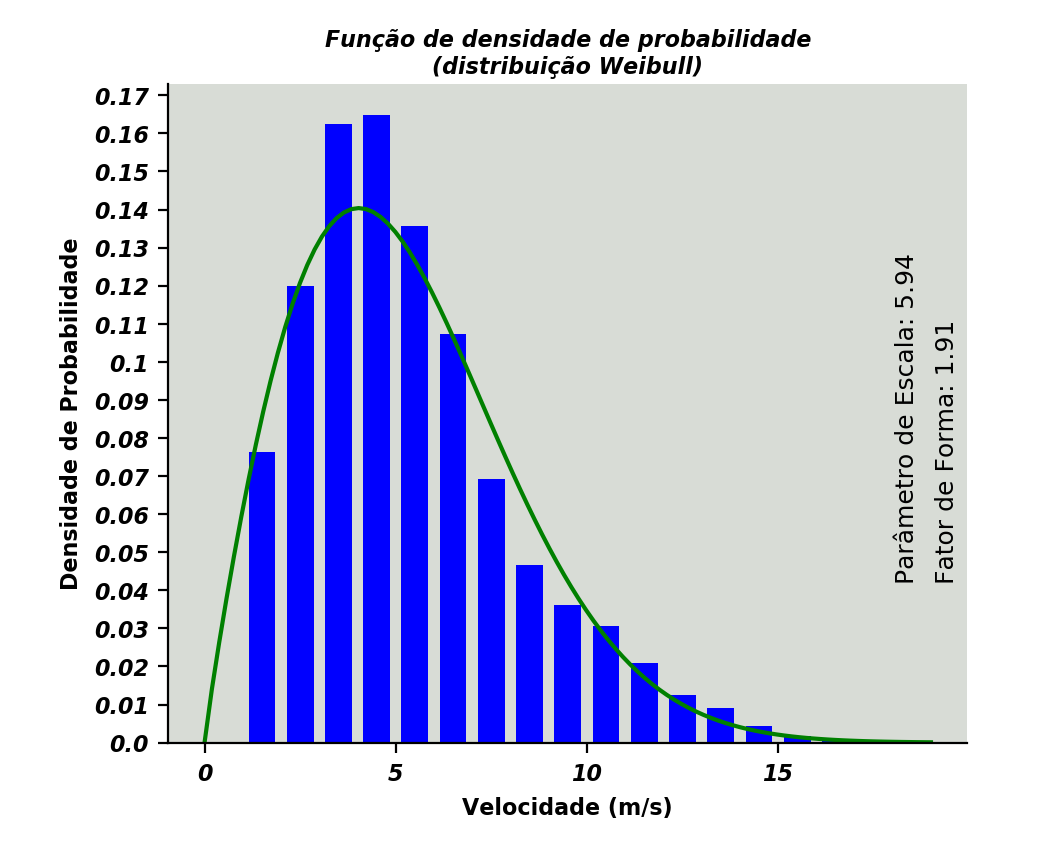 Função de densidade de probabilidade
(distribuição Weibull)
Densidade de Probabilidade
0.17
0.16
0.15
0.14
0.13
0.12
0.11
0.1
0.09
0.08
0.07
0.06
0.05
0.04
0.03
0.02
0.01
0.0
Parâmetro de Escala: 5.94
Fator de Forma: 1.91
0 5 10 15
Velocidade (m/s)